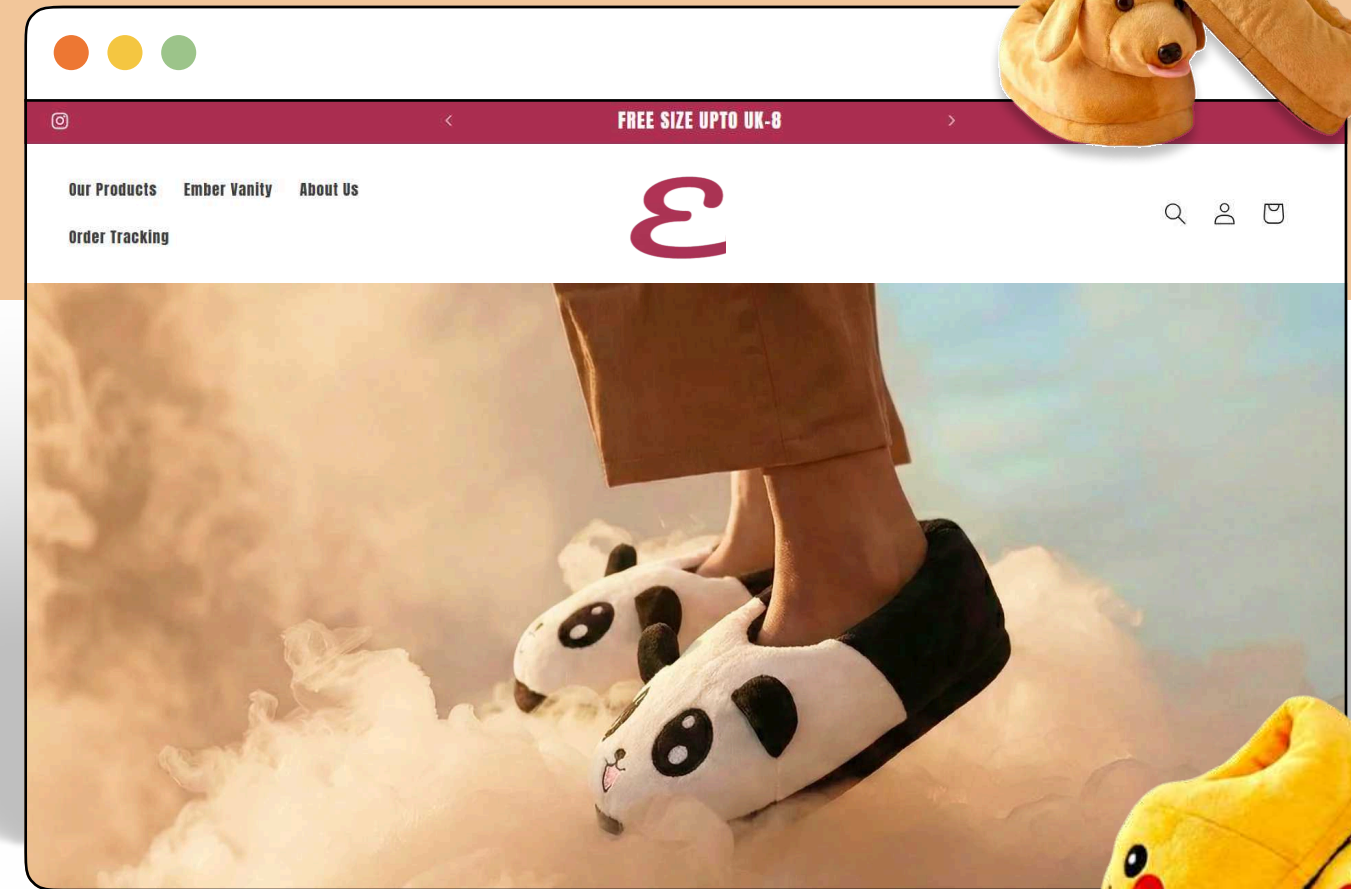 FREE SIZE UPTO UK-8
Our Products Ember Vanity About Us
Order Tracking
ε